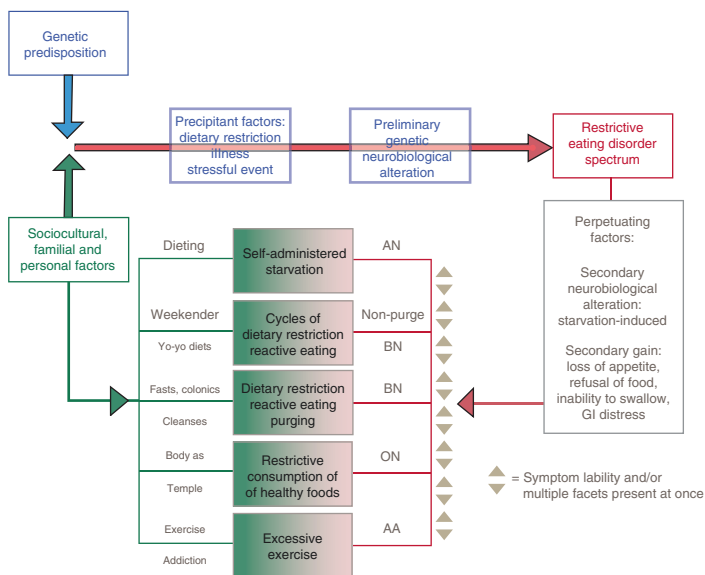 Genetic
predisposition
Precipitant factors:
dietary restriction
illness
stressful event
Preliminary
genetic
neurobiological
alteration
Restrictive
eating disorder
spectrum
Sociocultural,
familial and
personal factors
Perpetuating
factors:
Secondary
neurobiological
alteration:
starvation-induced
Secondary gain:
loss of appetite,
refusal of food,
inability to swallow,
GI distress
Dieting
Self-administered
starvation
AN
Weekender
Yo-yo diets
Cycles of
dietary restriction
reactive eating
Non-purge
BN
Fasts, colonics
Cleanses
Dietary restriction
reactive eating
purging
BN
Body as
Temple
Restrictive
consumption of
of healthy foods
ON
Exercise
Addiction
Excessive
exercise
AA
= Symptom lability and/or
multiple facets present at once